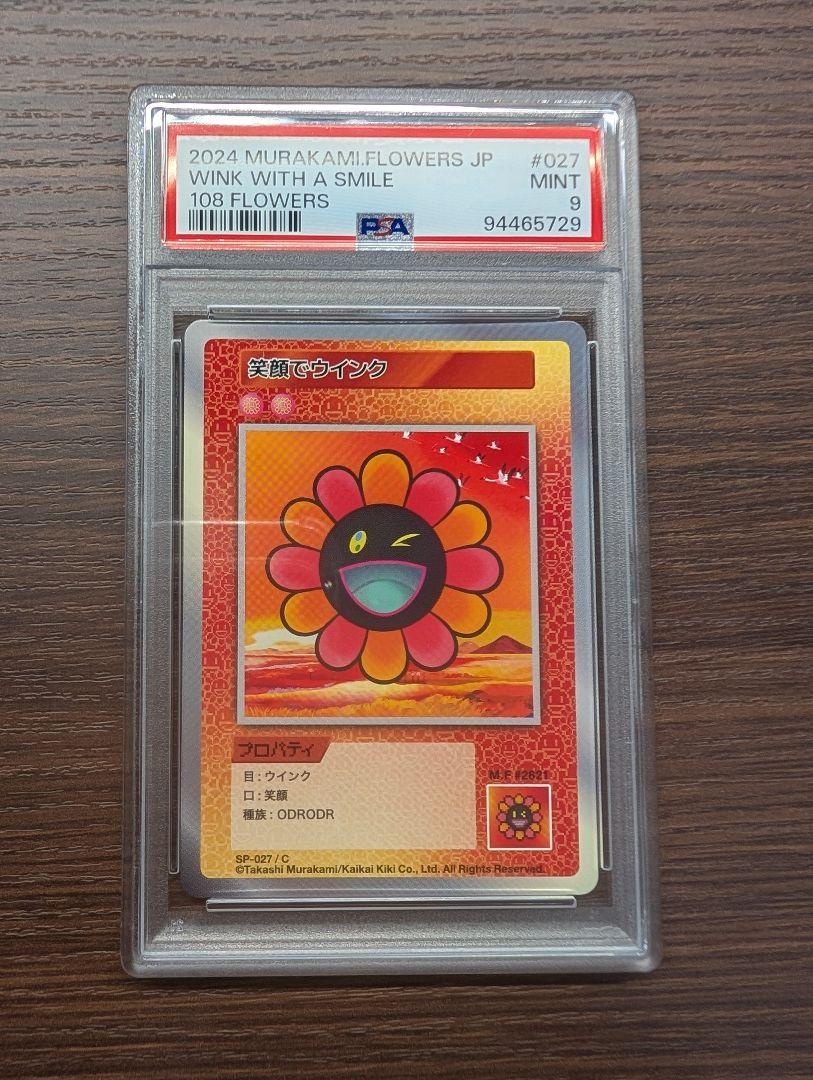 2024 MURAKAMI.FLOWERS JP #027
WINK WITH A SMILE MINT
108 FLOWERS 9
PSA 94465729
笑顔でウインク
プロパティ
目:ウインク
口:笑顔
種族:ODRODR
M.F #2621
SP-027 / C
©Takashi Murakami/Kaikai Kiki Co., Ltd. All Rights Reserved.